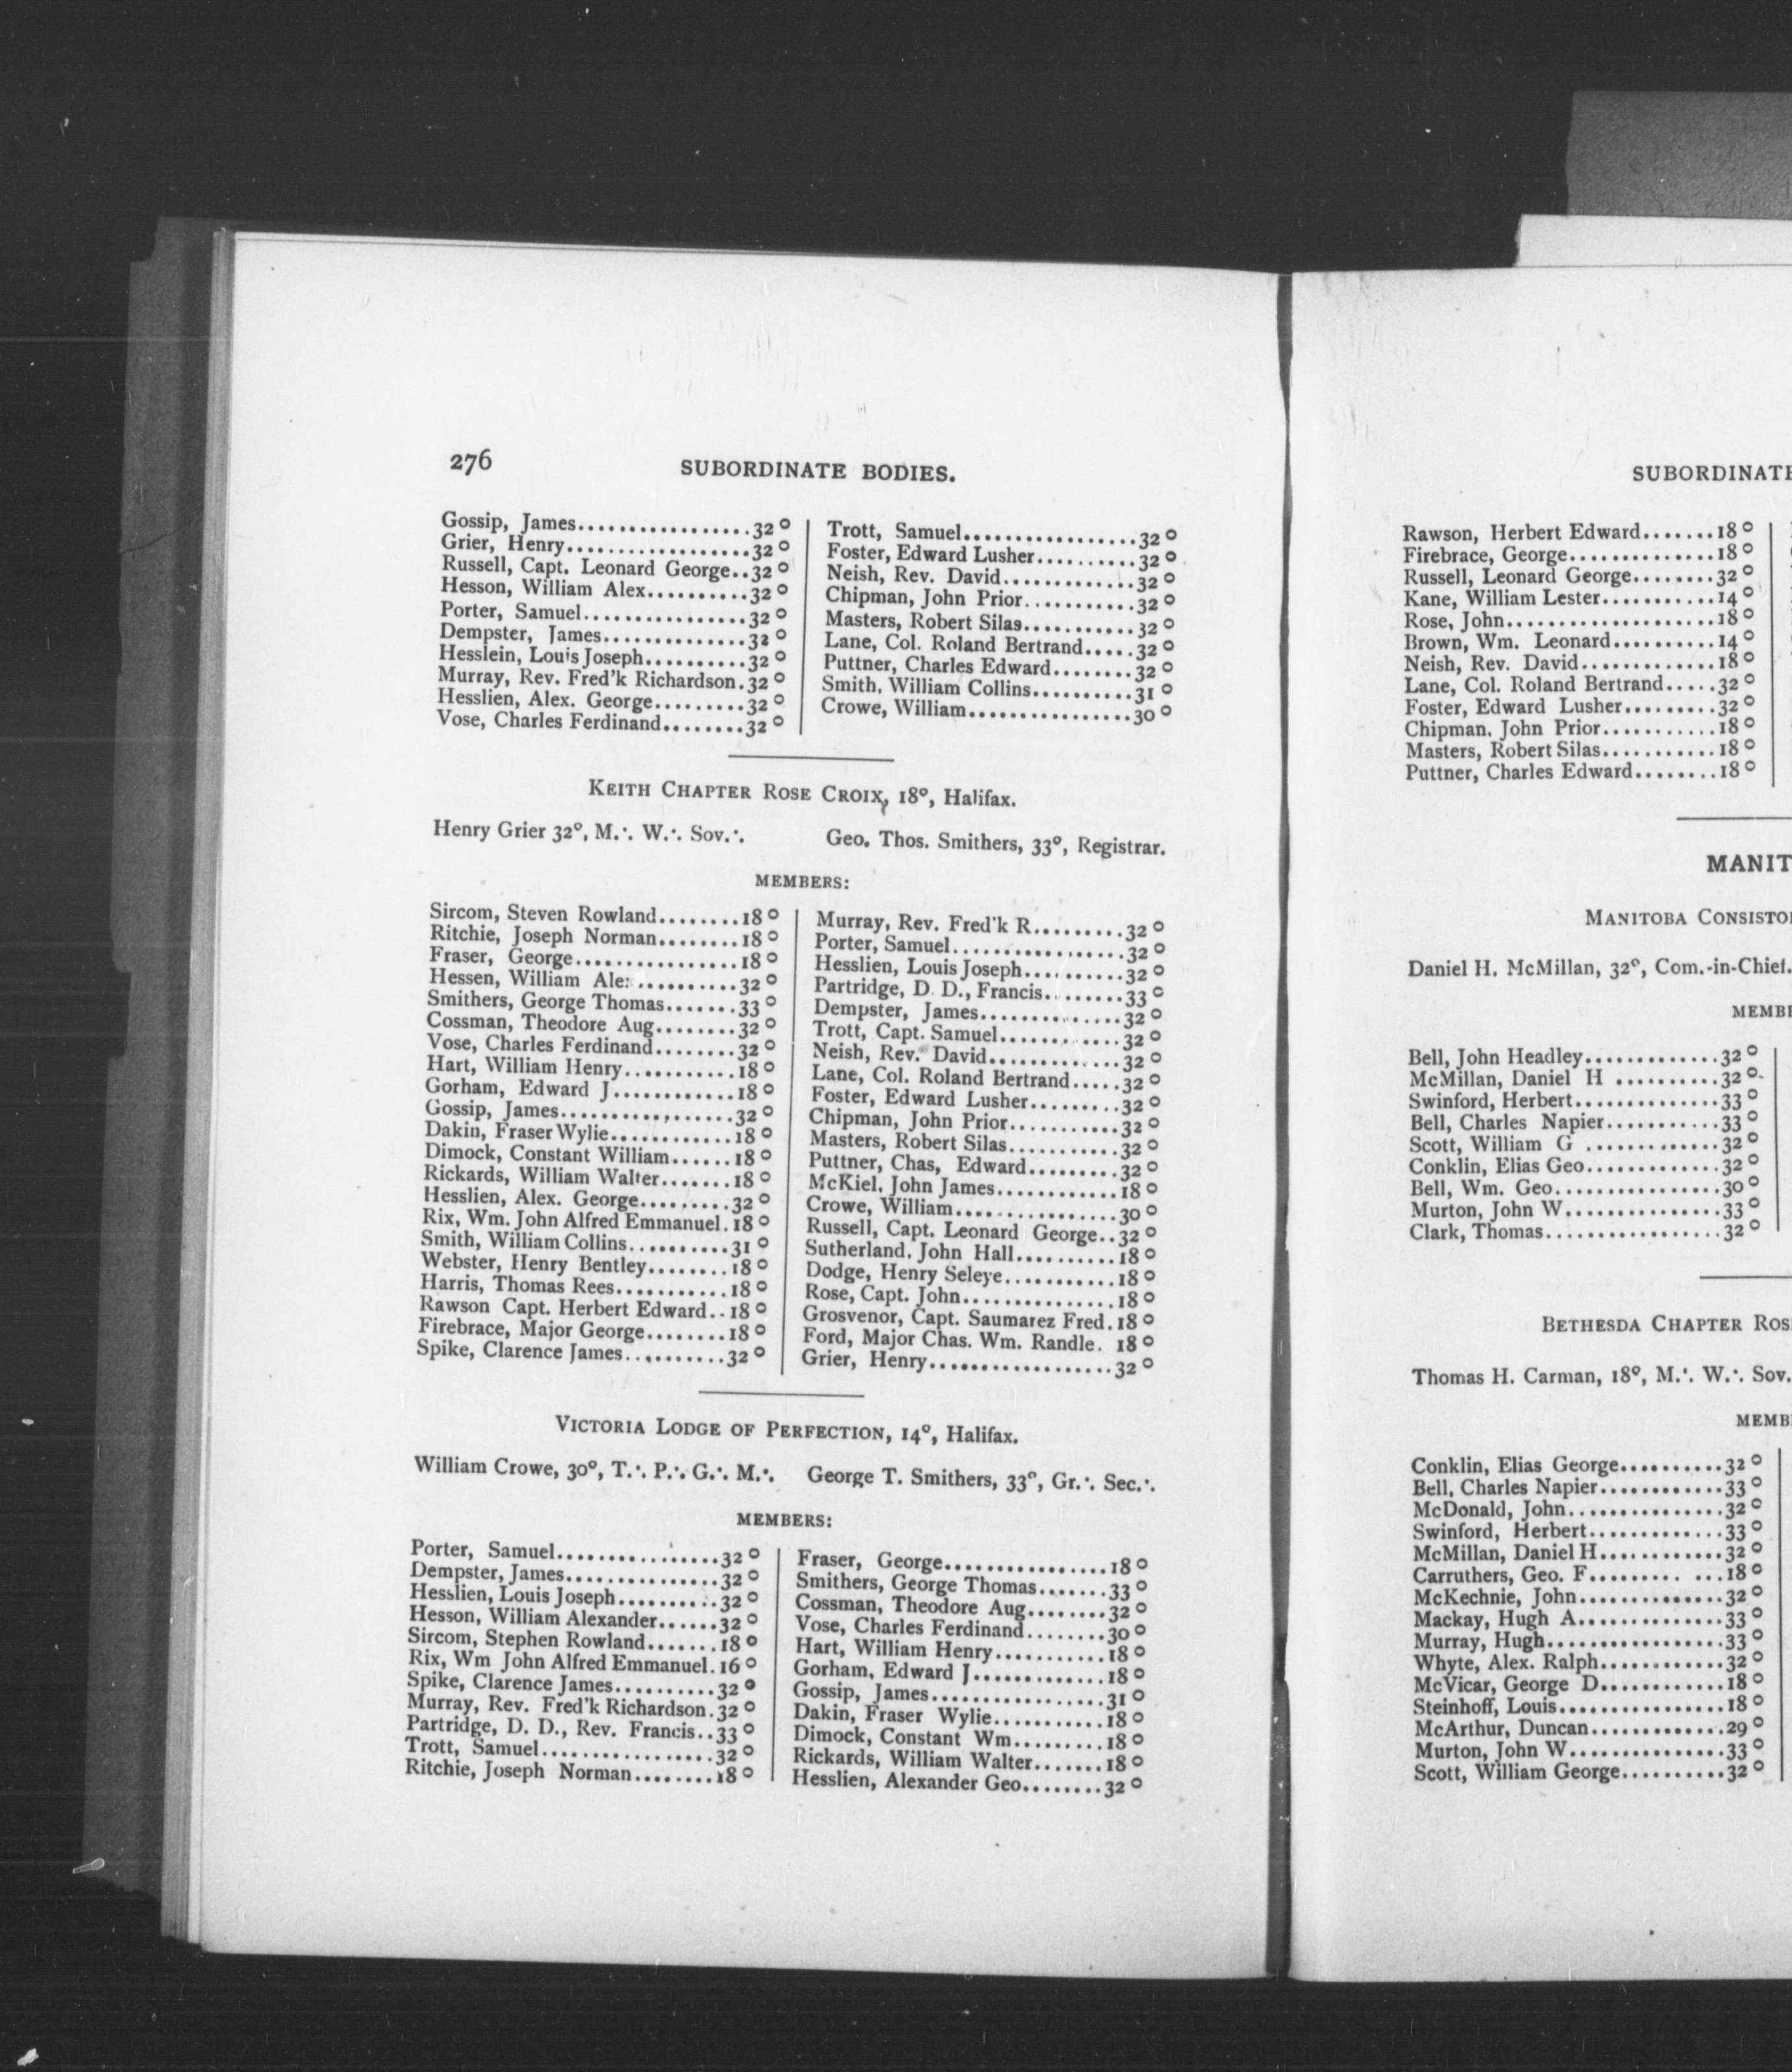 276
SUBORDINATE BODIES.
Gossip, James.................32°
Grier, Henry..................32°
Russell, Capt. Leonard George..32°
Hesson, William Alex..........32°
Porter, Samuel................32°
Dempster, James..............32°
Hesslein, Louis Joseph..........32°
Murray, Rev. Fred'k Richardson.32°
Hesslien, Alex. George.........32°
Vose, Charles Ferdinand........32°
Trott, Samuel.................32°
Foster, Edward Lusher..........32°
Neish, Rev. David.............32°
Chipman, John Prior...........32°
Masters, Robert Silas...........32°
Lane, Col. Roland Bertrand.....32°
Puttner, Charles Edward........32°
Smith, William Collins..........31°
Crowe, William................30°
KEITH CHAPTER ROSE CROIX, 18°, Halifax.
Henry Grier 32°, M.∴ W.∴ Sov.∴
Geo. Thos. Smithers, 33°, Registrar.
MEMBERS:
Sircom, Steven Rowland........18°
Ritchie, Joseph Norman........18°
Fraser, George................18°
Hessen, William Ale..........32°
Smithers, George Thomas.......33°
Cossman, Theodore Aug........32°
Vose, Charles Ferdinand........32°
Hart, William Henry...........18°
Gorham, Edward J............18°
Gossip, James.................32°
Dakin, Fraser Wylie............18°
Dimock, Constant William......18°
Rickards, William Walter.......18°
Hesslien, Alex. George.........32°
Rix, Wm. John Alfred Emmanuel.18°
Smith, William Collins..........31°
Webster, Henry Bentley........18°
Harris, Thomas Rees...........18°
Rawson Capt. Herbert Edward..18°
Firebrace, Major George........18°
Spike, Clarence James..........32°
Murray, Rev. Fred'k R.........32°
Porter, Samuel.................32°
Hesslien, Louis Joseph..........32°
Partridge, D. D., Francis........33°
Dempster, James..............32°
Trott, Capt. Samuel............32°
Neish, Rev. David.............32°
Lane, Col. Roland Bertrand.....32°
Foster, Edward Lusher.........32°
Chipman, John Prior...........32°
Masters, Robert Silas...........32°
Puttner, Chas, Edward.........32°
McKiel, John James............18°
Crowe, William................30°
Russell, Capt. Leonard George..32°
Sutherland, John Hall..........18°
Dodge, Henry Seleye...........18°
Rose, Capt. John...............18°
Grosvenor, Capt. Saumarez Fred.18°
Ford, Major Chas. Wm. Randle. 18°
Grier, Henry..................32°
VICTORIA LODGE OF PERFECTION, 14°, Halifax.
William Crowe, 30°, T.∴ P.∴ G.∴ M.∴
George T. Smithers, 33°, Gr.∴ Sec.∴
MEMBERS:
Porter, Samuel................32°
Dempster, James...............32°
Hesslien, Louis Joseph..........32°
Hesson, William Alexander......32°
Sircom, Stephen Rowland.......18°
Rix, Wm John Alfred Emmanuel.16°
Spike, Clarence James..........32°
Murray, Rev. Fred'k Richardson.32°
Partridge, D. D., Rev. Francis..33°
Trott, Samuel.................32°
Ritchie, Joseph Norman........18°
Fraser, George................18°
Smithers, George Thomas.......33°
Cossman, Theodore Aug........32°
Vose, Charles Ferdinand........30°
Hart, William Henry...........18°
Gorham, Edward J.............18°
Gossip, James.................31°
Dakin, Fraser Wylie...........18°
Dimock, Constant Wm.........18°
Rickards, William Walter.......18°
Hesslien, Alexander Geo........32°
SUBORDINATE
Rawson, Herbert Edward.......18°
Firebrace, George..............18°
Russell, Leonard George........32°
Kane, William Lester...........14°
Rose, John.....................18°
Brown, Wm. Leonard..........14°
Neish, Rev. David.............18°
Lane, Col. Roland Bertrand.....32°
Foster, Edward Lusher.........32°
Chipman, John Prior...........18°
Masters, Robert Silas...........18°
Puttner, Charles Edward........18°
MANIT
MANITOBA CONSISTO
Daniel H. McMillan, 32°, Com.-in-Chief.
MEMB
Bell, John Headley.............32°
McMillan, Daniel H ..........32°
Swinford, Herbert..............33°
Bell, Charles Napier...........33°
Scott, William G .............32°
Conklin, Elias Geo.............32°
Bell, Wm. Geo................30°
Murton, John W...............33°
Clark, Thomas.................32°
BETHESDA CHAPTER ROS
Thomas H. Carman, 18°, M.∴ W.∴ Sov.
MEMB
Conklin, Elias George..........32°
Bell, Charles Napier............33°
McDonald, John...............32°
Swinford, Herbert.............33°
McMillan, Daniel H............32°
Carruthers, Geo. F......... ...18°
McKechnie, John..............32°
Mackay, Hugh A..............33°
Murray, Hugh.................33°
Whyte, Alex. Ralph............32°
McVicar, George D............18°
Steinhoff, Louis................18°
McArthur, Duncan............29°
Murton, John W...............33°
Scott, William George..........32°